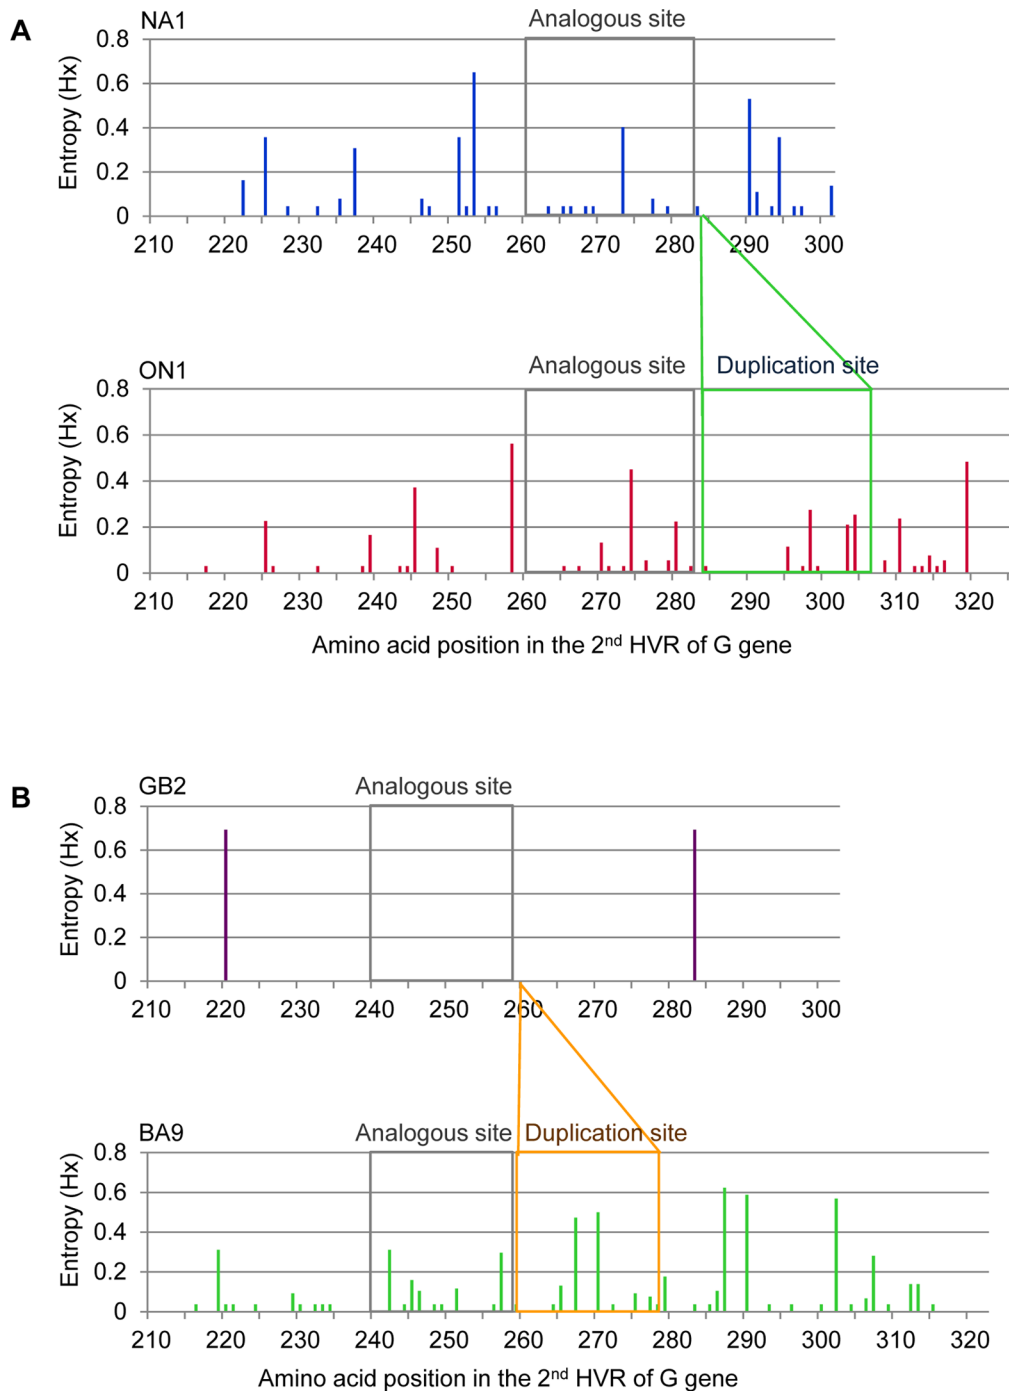 A
NA1
Analogous site
Entropy (Hx)
0.8
0.6
0.4
0.2
0
210 220 230 240 250 260 270 280 290 300
ON1
Analogous site
Duplication site
Entropy (Hx)
0.8
0.6
0.4
0.2
0
210 220 230 240 250 260 270 280 290 300 310 320
Amino acid position in the 2nd HVR of G gene
B
GB2
Analogous site
Entropy (Hx)
0.8
0.6
0.4
0.2
0
210 220 230 240 250 260 270 280 290 300
BA9
Analogous site
Duplication site
Entropy (Hx)
0.8
0.6
0.4
0.2
0
210 220 230 240 250 260 270 280 290 300 310 320
Amino acid position in the 2nd HVR of G gene